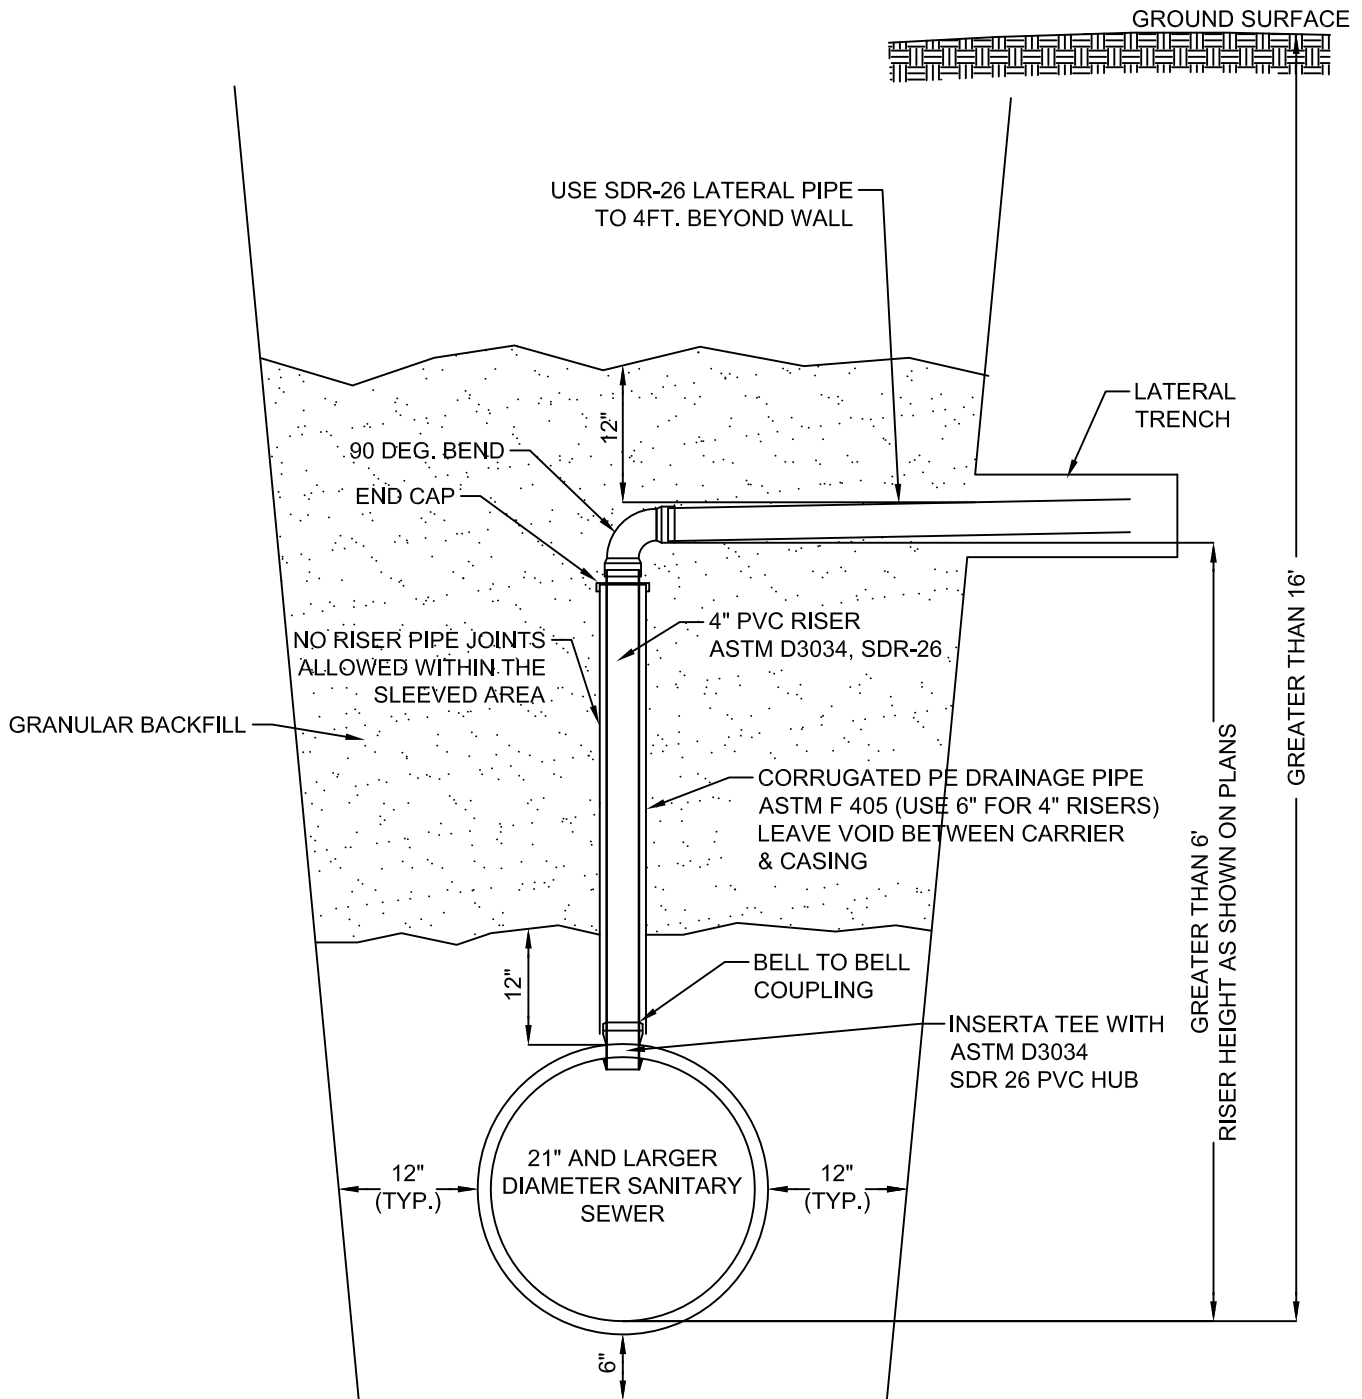 GROUND SURFACE
USE SDR-26 LATERAL PIPE
TO 4FT. BEYOND WALL
LATERAL
TRENCH
12"
90 DEG. BEND
END CAP
4" PVC RISER
ASTM D3034, SDR-26
NO RISER PIPE JOINTS
ALLOWED WITHIN THE
SLEEVED AREA
GRANULAR BACKFILL
CORRUGATED PE DRAINAGE PIPE
ASTM F 405 (USE 6" FOR 4" RISERS)
LEAVE VOID BETWEEN CARRIER
& CASING
GREATER THAN 16'
GREATER THAN 6'
RISER HEIGHT AS SHOWN ON PLANS
12"
BELL TO BELL
COUPLING
INSERTA TEE WITH
ASTM D3034
SDR 26 PVC HUB
21" AND LARGER
DIAMETER SANITARY
SEWER
12"
(TYP.)
12"
(TYP.)
6"